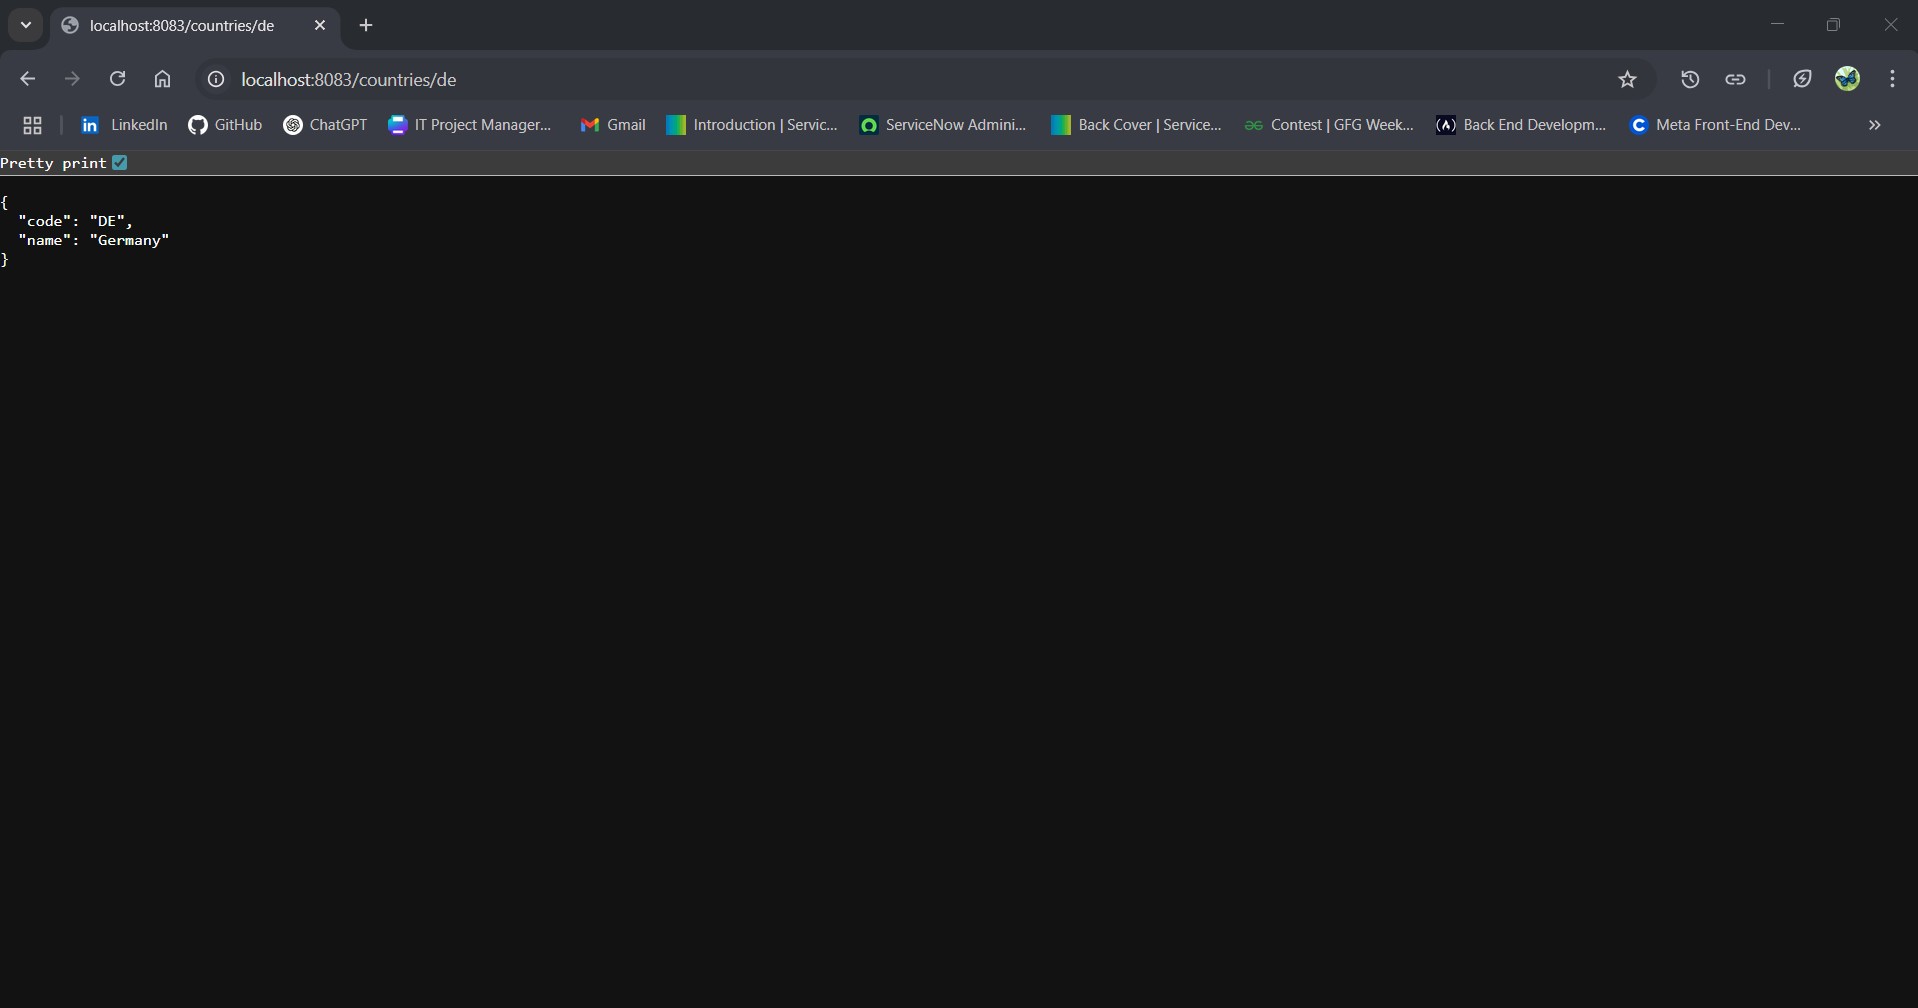 localhost:8083/countries/de
localhost:8083/countries/de
LinkedIn GitHub ChatGPT IT Project Manager... Gmail Introduction | Servic... ServiceNow Admini... Back Cover | Service... Contest | GFG Week... Back End Developm... Meta Front-End Dev...
Pretty print
{
  "code": "DE",
  "name": "Germany"
}